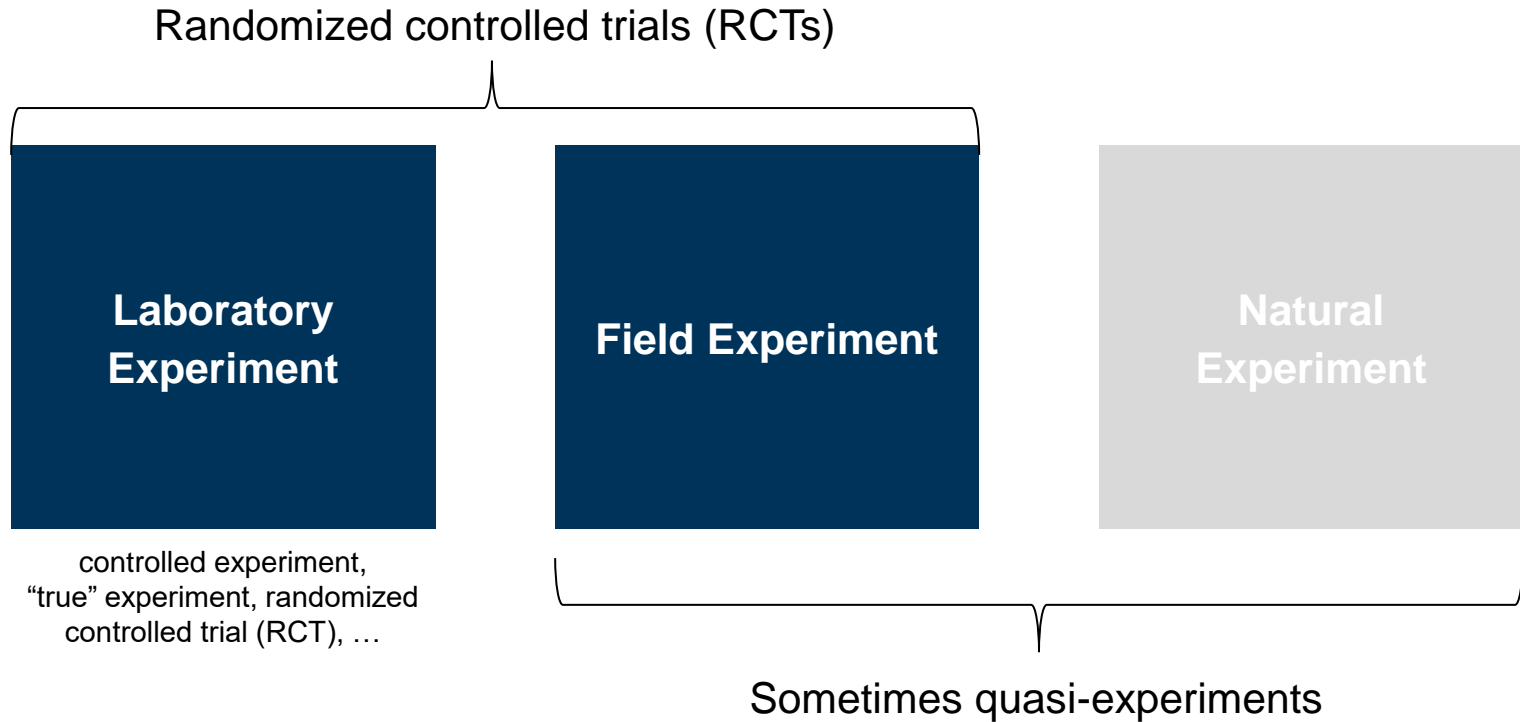 Randomized controlled trials (RCTs)
Laboratory
Experiment
Field Experiment
Natural
Experiment
controlled experiment,
“true” experiment, randomized
controlled trial (RCT), …
Sometimes quasi-experiments